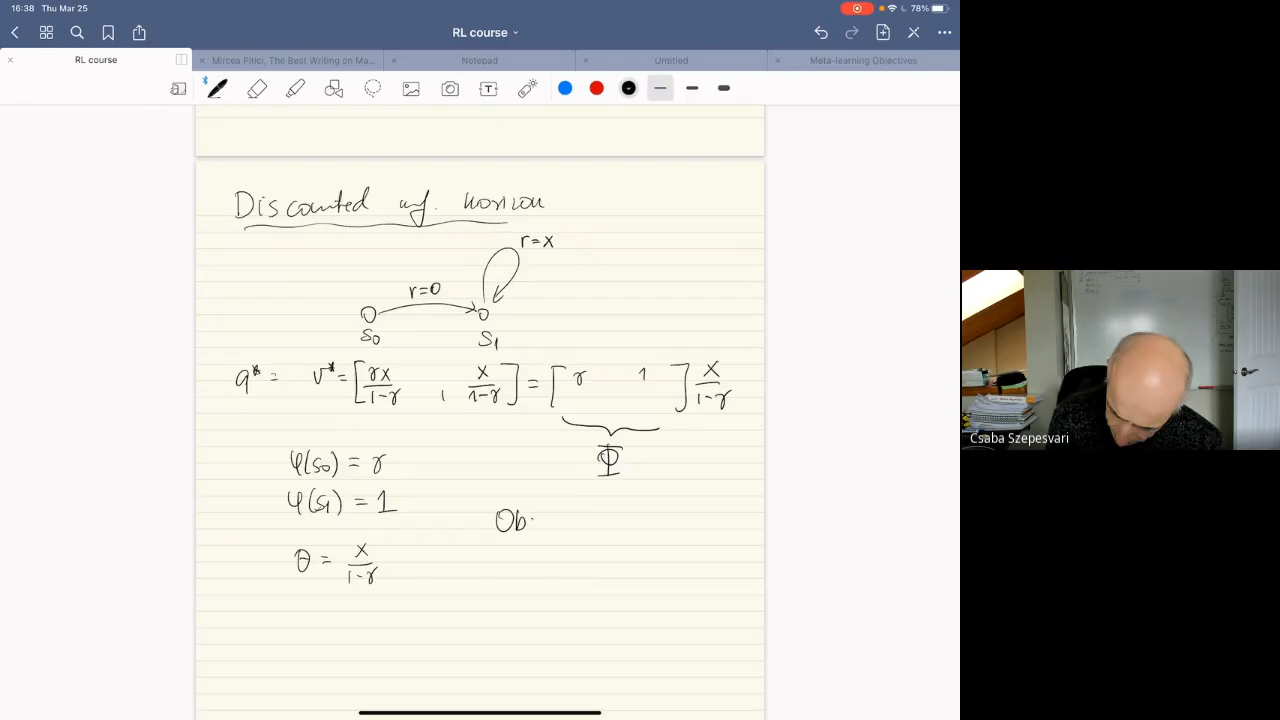 16:38 Thu Mar 25
78%
RL course
RL course
Mircea Pitici, The Best Writing on Ma...
Notepad
Untitled
Meta-learning Objectives
Discounted inf. horizon
r=x
r=0
S₀
S₁
q* = v* = [γx/(1-γ) , x/(1-γ)] = [γ 1] x/(1-γ)
Φ
φ(s₀) = γ
φ(s₁) = 1
Ob.
θ = x/(1-γ)
Csaba Szepesvari